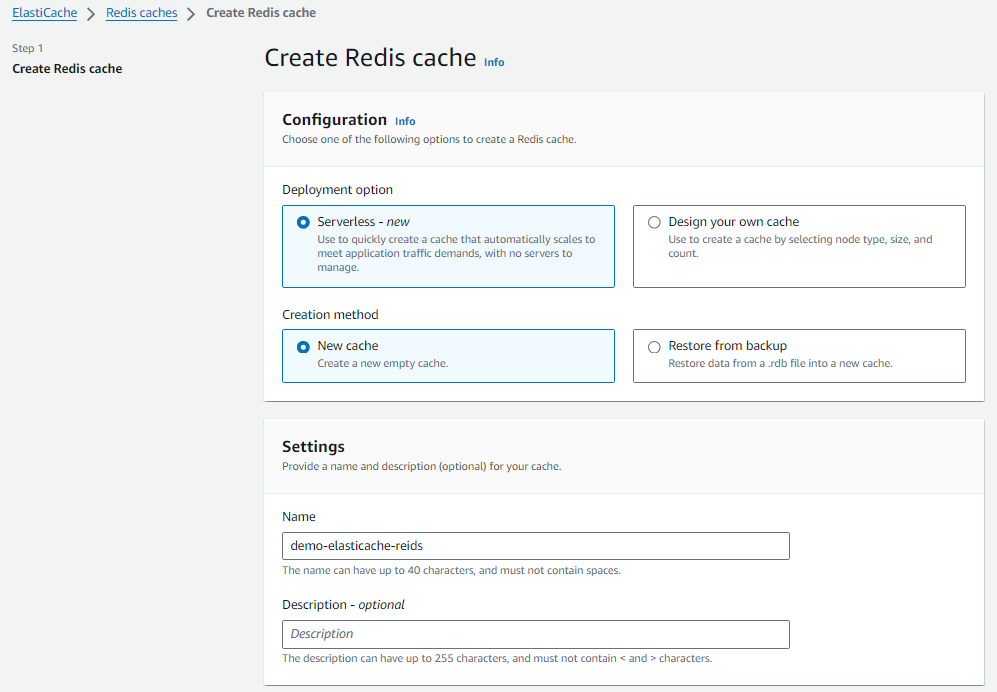 ElastiCache > Redis caches > Create Redis cache
Step 1
Create Redis cache
Create Redis cache Info
Configuration Info
Choose one of the following options to create a Redis cache.
Deployment option
Serverless - new
Use to quickly create a cache that automatically scales to
meet application traffic demands, with no servers to
manage.
Design your own cache
Use to create a cache by selecting node type, size, and
count.
Creation method
New cache
Create a new empty cache.
Restore from backup
Restore data from a .rdb file into a new cache.
Settings
Provide a name and description (optional) for your cache.
Name
demo-elasticache-reids
The name can have up to 40 characters, and must not contain spaces.
Description - optional
Description
The description can have up to 255 characters, and must not contain < and > characters.